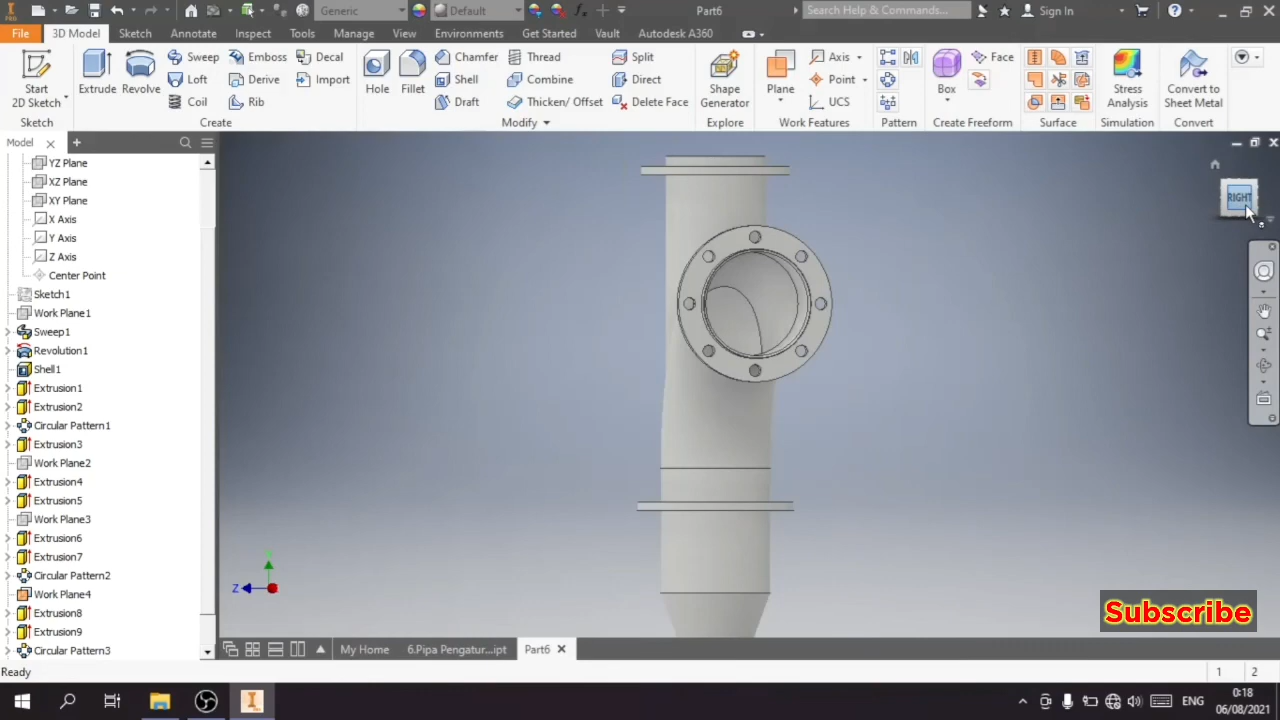 Generic
Default
Part6
Search Help & Commands...
Sign In
PRO
File
3D Model
Sketch
Annotate
Inspect
Tools
Manage
View
Environments
Get Started
Vault
Autodesk A360
Start
2D Sketch
Extrude
Revolve
Sweep
Loft
Coil
Emboss
Derive
Rib
Decal
Import
Hole
Fillet
Chamfer
Shell
Draft
Thread
Combine
Thicken/ Offset
Split
Direct
Delete Face
Shape
Generator
Plane
Axis
Point
UCS
Box
Face
Stress
Analysis
Convert to
Sheet Metal
Sketch
Create
Modify
Explore
Work Features
Pattern
Create Freeform
Surface
Simulation
Convert
Model
YZ Plane
XZ Plane
XY Plane
X Axis
Y Axis
Z Axis
Center Point
Sketch1
Work Plane1
Sweep1
Revolution1
Shell1
Extrusion1
Extrusion2
Circular Pattern1
Extrusion3
Work Plane2
Extrusion4
Extrusion5
Work Plane3
Extrusion6
Extrusion7
Circular Pattern2
Work Plane4
Extrusion8
Extrusion9
Circular Pattern3
RIGHT
Z
Subscribe
My Home
6.Pipa Pengatur...ipt
Part6
Ready
1
2
ENG
0:18
06/08/2021